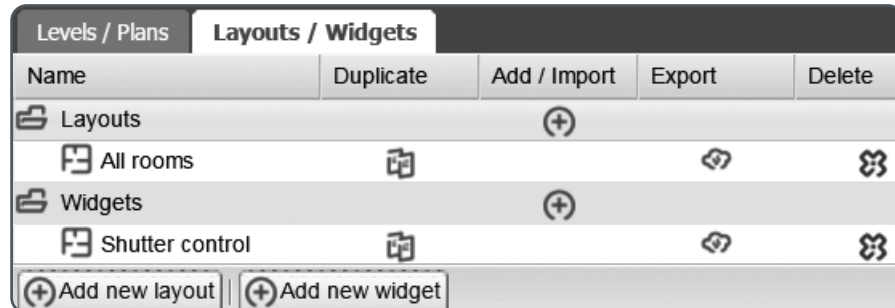 Levels / Plans Layouts / Widgets
Name Duplicate Add / Import Export Delete
Layouts
All rooms
Widgets
Shutter control
Add new layout Add new widget